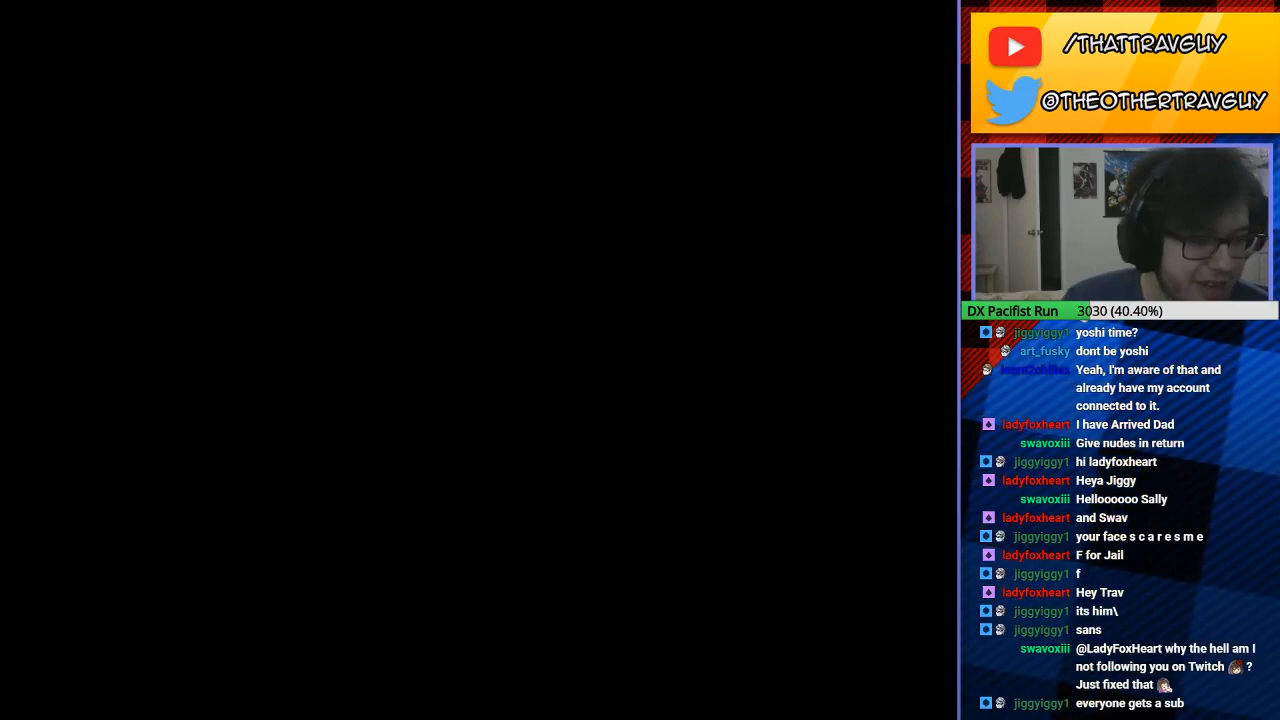 /THATTRAVGUY
@THEOTHERTRAVGUY
DX Pacifist Run 3030 (40.40%)
jiggyiggy1 yoshi time?
art_fusky dont be yoshi
Yeah, I'm aware of that and
already have my account
connected to it.
ladyfoxheart I have Arrived Dad
swavoxiii Give nudes in return
jiggyiggy1 hi ladyfoxheart
ladyfoxheart Heya Jiggy
swavoxiii Helloooooo Sally
ladyfoxheart and Swav
jiggyiggy1 your face s c a r e s m e
ladyfoxheart F for Jail
jiggyiggy1 f
ladyfoxheart Hey Trav
jiggyiggy1 its him\
jiggyiggy1 sans
swavoxiii @LadyFoxHeart why the hell am I
not following you on Twitch ?
Just fixed that
jiggyiggy1 everyone gets a sub